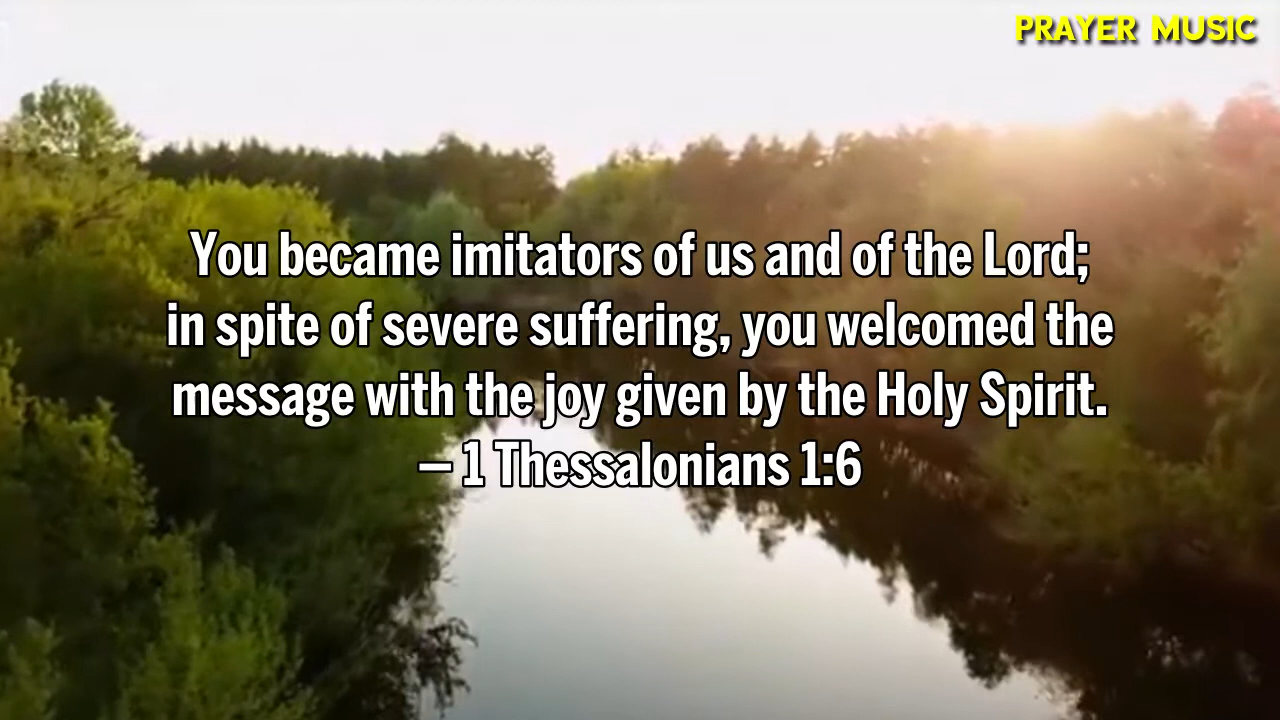 PRAYER MUSIC
You became imitators of us and of the Lord;
in spite of severe suffering, you welcomed the
message with the joy given by the Holy Spirit.
– 1 Thessalonians 1:6